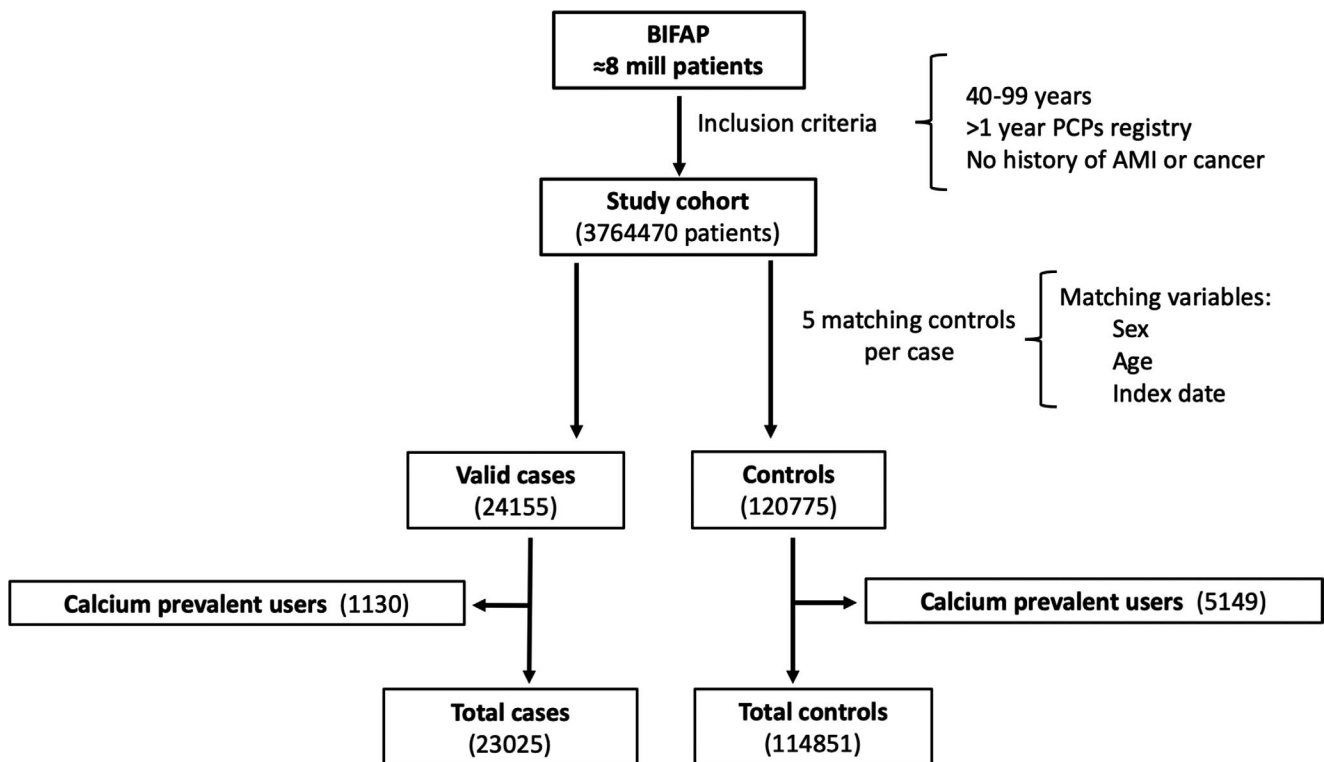 BIFAP
≈8 mill patients
Inclusion criteria
40-99 years
>1 year PCPs registry
No history of AMI or cancer
Study cohort
(3764470 patients)
5 matching controls
per case
Matching variables:
Sex
Age
Index date
Valid cases
(24155)
Controls
(120775)
Calcium prevalent users (1130)
Calcium prevalent users (5149)
Total cases
(23025)
Total controls
(114851)